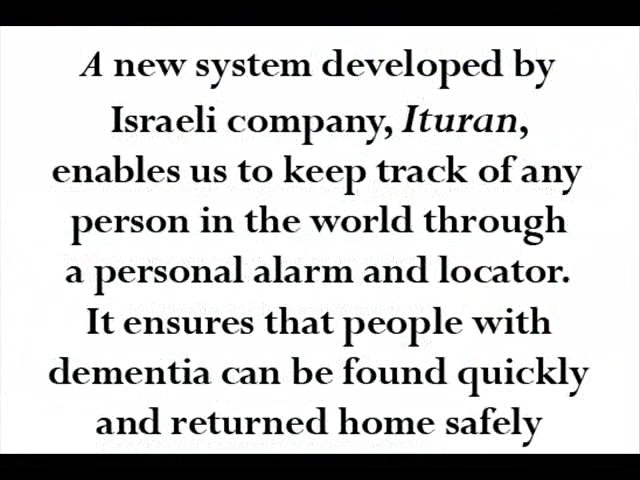 A new system developed by
Israeli company, Ituran,
enables us to keep track of any
person in the world through
a personal alarm and locator.
It ensures that people with
dementia can be found quickly
and returned home safely